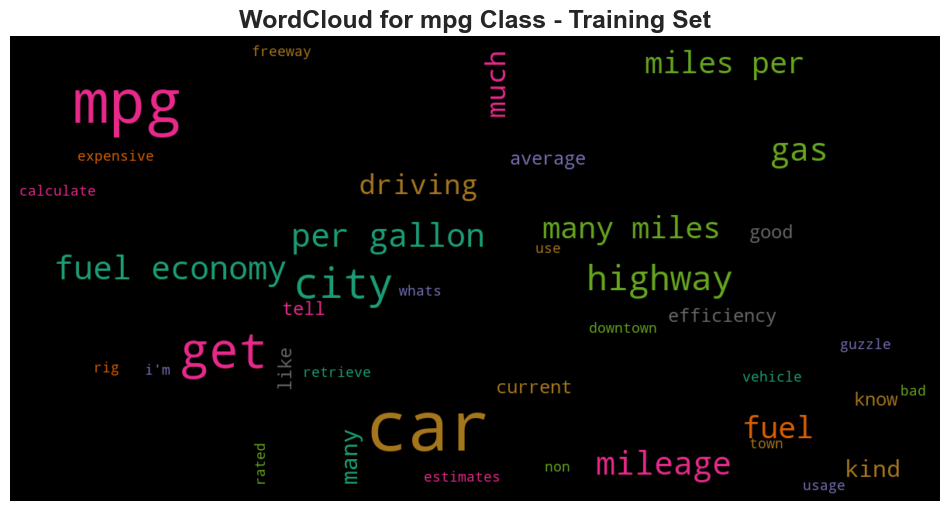 WordCloud for mpg Class - Training Set
freeway
much
miles per
mpg
expensive
average
gas
calculate
driving
per gallon
many miles
good
use
fuel economy
city
whats
highway
tell
efficiency
downtown
get
like
guzzle
rig
i'm
retrieve
current
vehicle
bad
know
car
fuel
town
many
rated
estimates
non
mileage
kind
usage